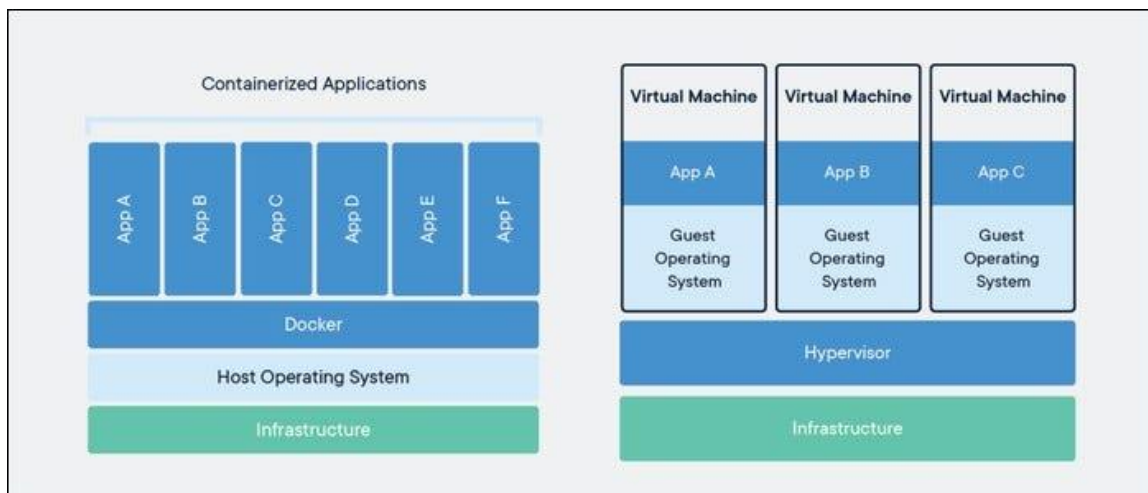 Containerized Applications
App A
App B
App C
App D
App E
App F
Docker
Host Operating System
Infrastructure
Virtual Machine
App A
Guest
Operating
System
Virtual Machine
App B
Guest
Operating
System
Virtual Machine
App C
Guest
Operating
System
Hypervisor
Infrastructure